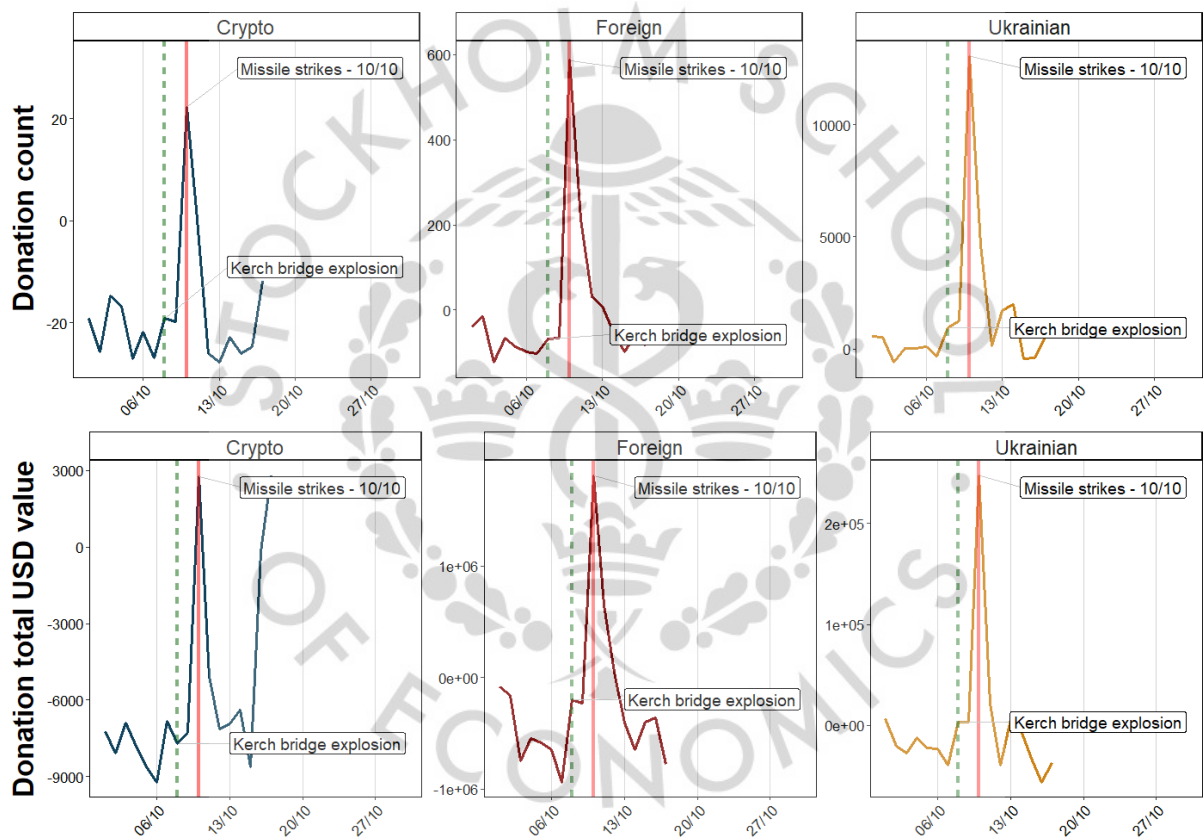 Crypto
Foreign
Ukrainian
Donation count
20
0
-20
Missile strikes - 10/10
Kerch bridge explosion
06/10
13/10
20/10
27/10
600
400
200
0
Missile strikes - 10/10
Kerch bridge explosion
06/10
13/10
20/10
27/10
10000
5000
0
Missile strikes - 10/10
Kerch bridge explosion
06/10
13/10
20/10
27/10
Crypto
Foreign
Ukrainian
Donation total USD value
3000
0
-3000
-6000
-9000
Missile strikes - 10/10
Kerch bridge explosion
06/10
13/10
20/10
27/10
1e+06
0e+00
-1e+06
Missile strikes - 10/10
Kerch bridge explosion
06/10
13/10
20/10
27/10
2e+05
1e+05
0e+00
Missile strikes - 10/10
Kerch bridge explosion
06/10
13/10
20/10
27/10
STOCKHOLM SCHOOL
OF ECONOMICS